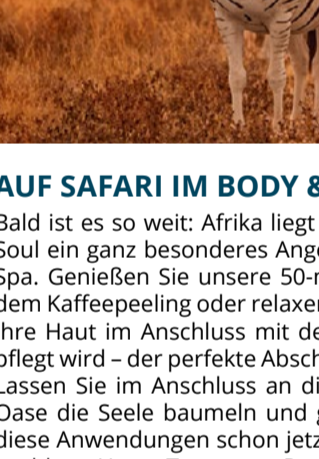 AUF SAFARI IM BODY &
Bald ist es so weit: Afrika liegt
Soul ein ganz besonderes Ange
Spa. Genießen Sie unsere 50-
dem Kaffeepeeling oder relaxe
Ihre Haut im Anschluss mit de
pflegt wird – der perfekte Absch
Lassen Sie im Anschluss an di
Oase die Seele baumeln und
diese Anwendungen schon jetz